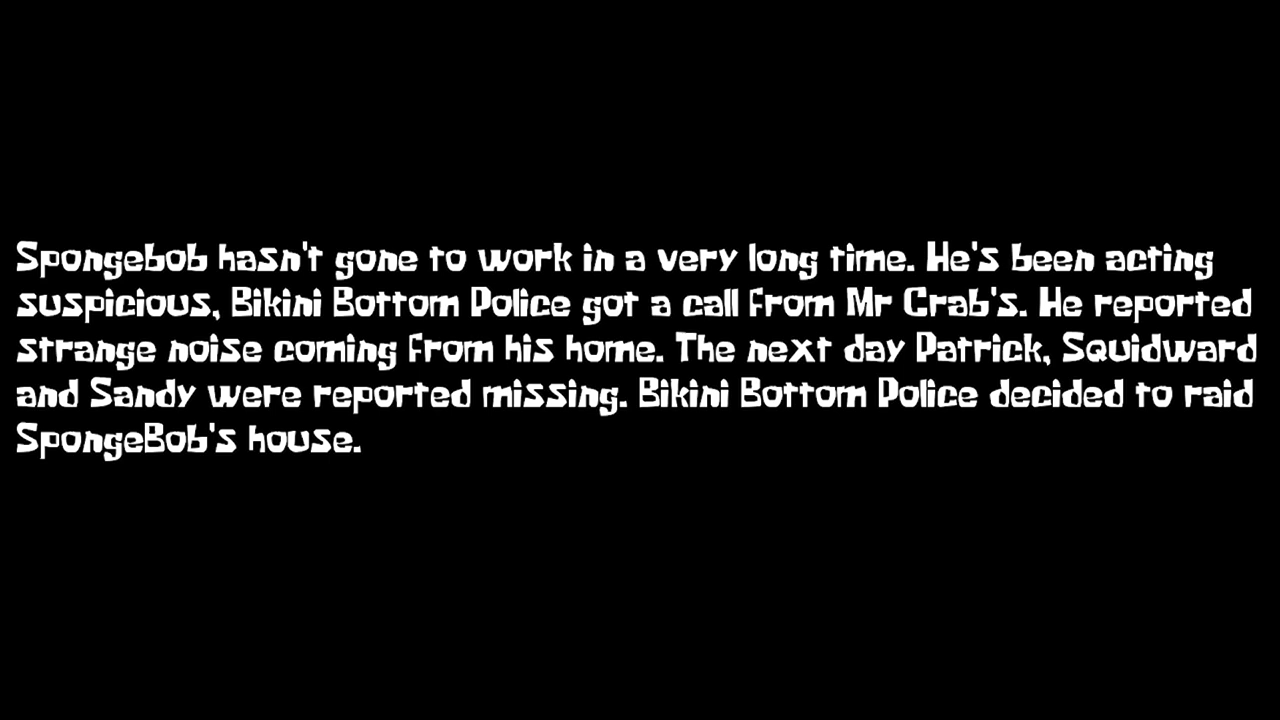 Spongebob hasn't gone to work in a very long time. He's been acting
suspicious, Bikini Bottom Police got a call from Mr Crab's. He reported
strange noise coming from his home. The next day Patrick, Squidward
and Sandy were reported missing. Bikini Bottom Police decided to raid
SpongeBob's house.